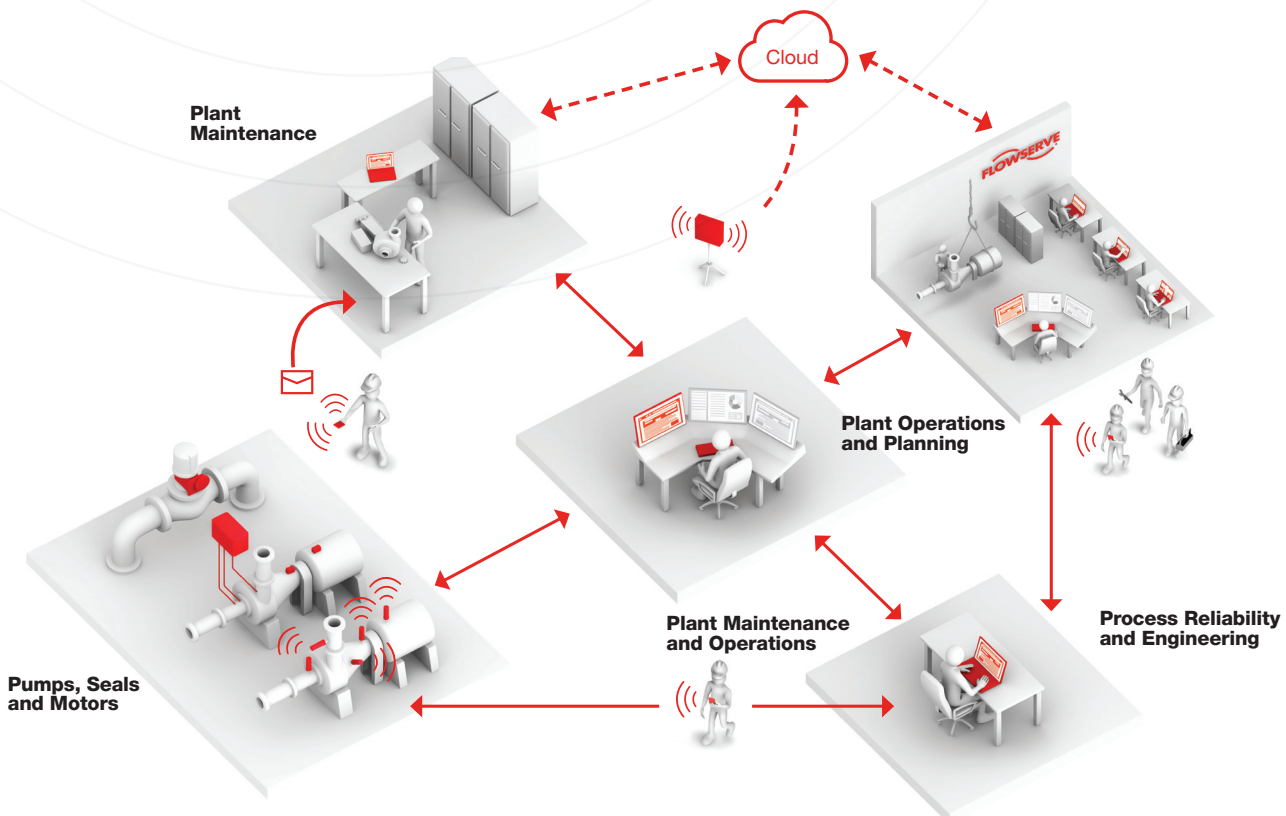 Cloud
Plant
Maintenance
FLOWSERVE
Plant Operations
and Planning
Plant Maintenance
and Operations
Process Reliability
and Engineering
Pumps, Seals
and Motors